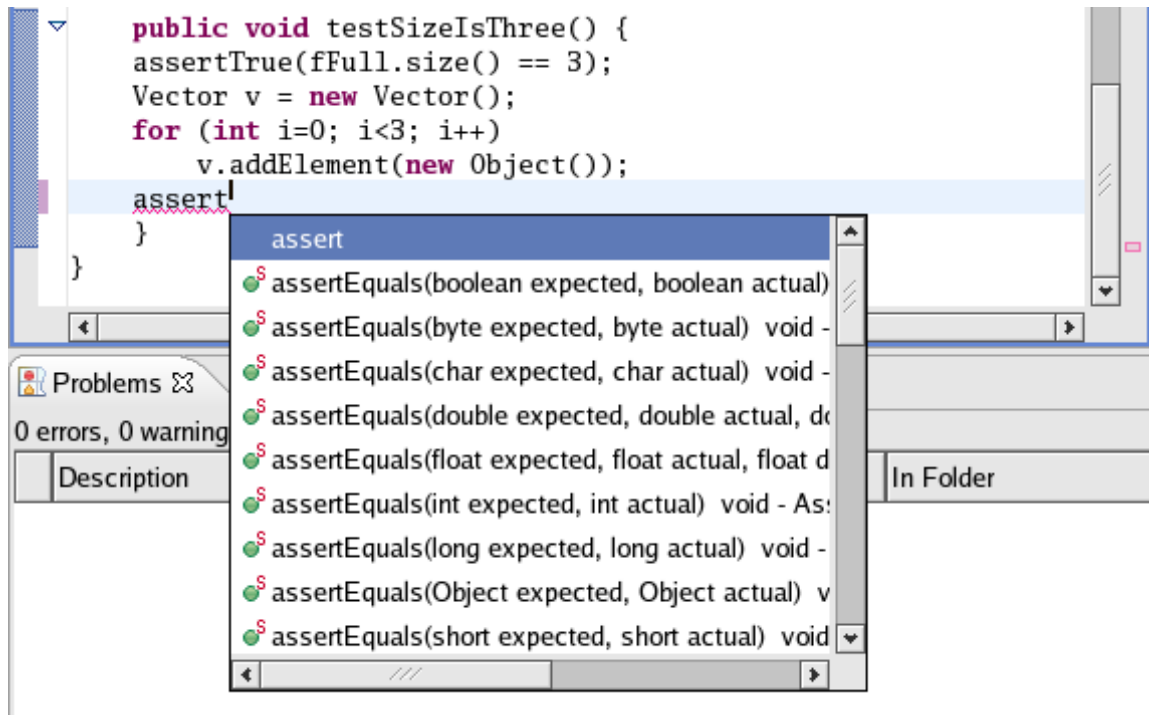 public void testSizeIsThree() {
assertTrue(fFull.size() == 3);
Vector v = new Vector();
for (int i=0; i<3; i++)
v.addElement(new Object());
assert
}
}
assert
assertEquals(boolean expected, boolean actual)
assertEquals(byte expected, byte actual) void -
assertEquals(char expected, char actual) void -
assertEquals(double expected, double actual,
assertEquals(float expected, float actual, float d
assertEquals(int expected, int actual) void - As
assertEquals(long expected, long actual) void -
assertEquals(Object expected, Object actual) v
assertEquals(short expected, short actual) void
Problems
0 errors, 0 warning
Description In Folder